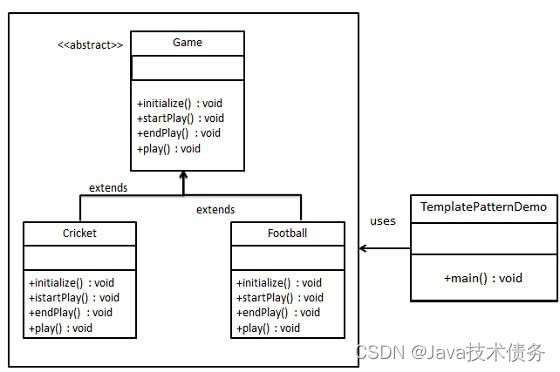 <<abstract>>
Game
+initialize() : void
+startPlay() : void
+endPlay() : void
+play() : void
extends
extends
Cricket
+initialize() : void
+istartPlay() : void
+endPlay() : void
+play() : void
Football
+initialize() : void
+startPlay() : void
+endPlay() : void
+play() : void
uses
TemplatePatternDemo
+main() : void
CSDN @Java技术债务